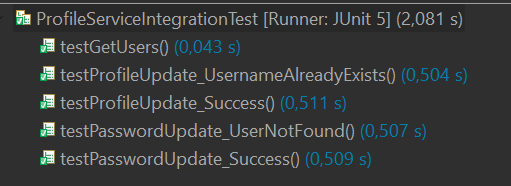 ProfileServiceIntegrationTest [Runner: JUnit 5] (2,081 s)
testGetUsers() (0,043 s)
testProfileUpdate_UsernameAlreadyExists() (0,504 s)
testProfileUpdate_Success() (0,511 s)
testPasswordUpdate_UserNotFound() (0,507 s)
testPasswordUpdate_Success() (0,509 s)